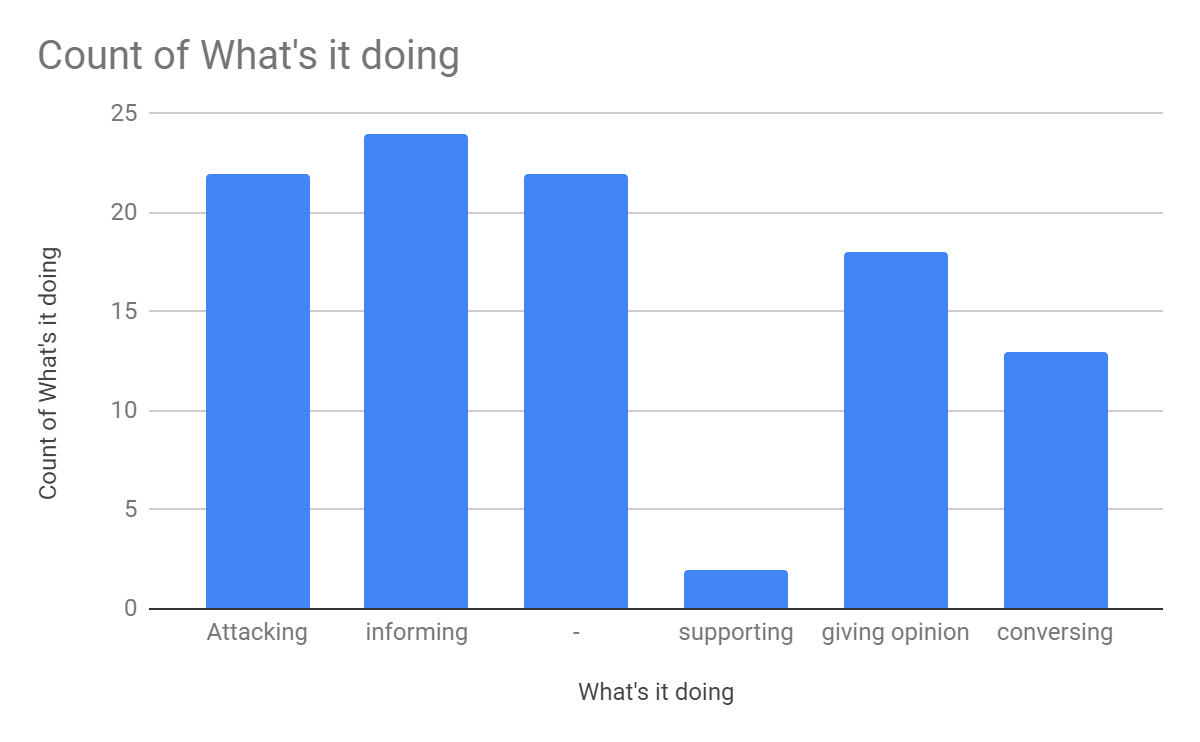 Count of What's it doing
25
20
15
10
5
0
Count of What's it doing
Attacking informing - supporting giving opinion conversing
What's it doing